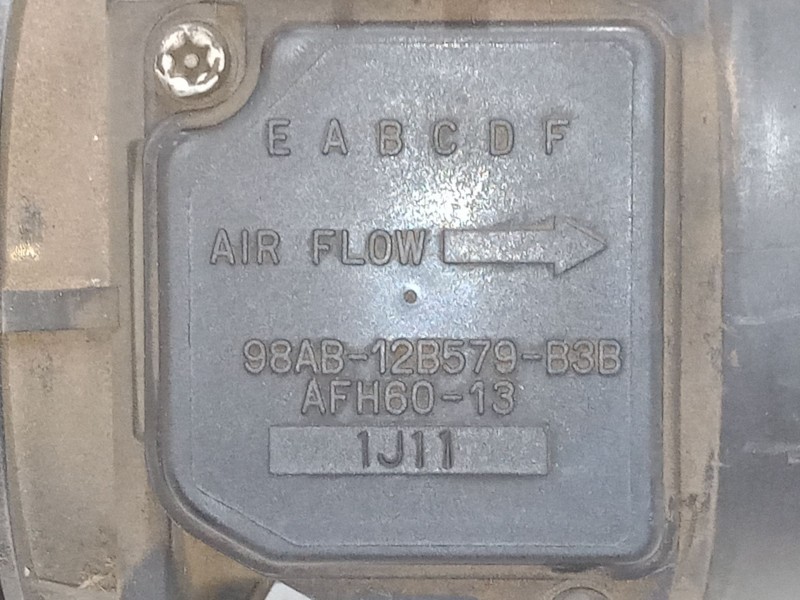 E A B C D F
AIR FLOW
98AB-12B579-B3B
AFH60-13
1J11